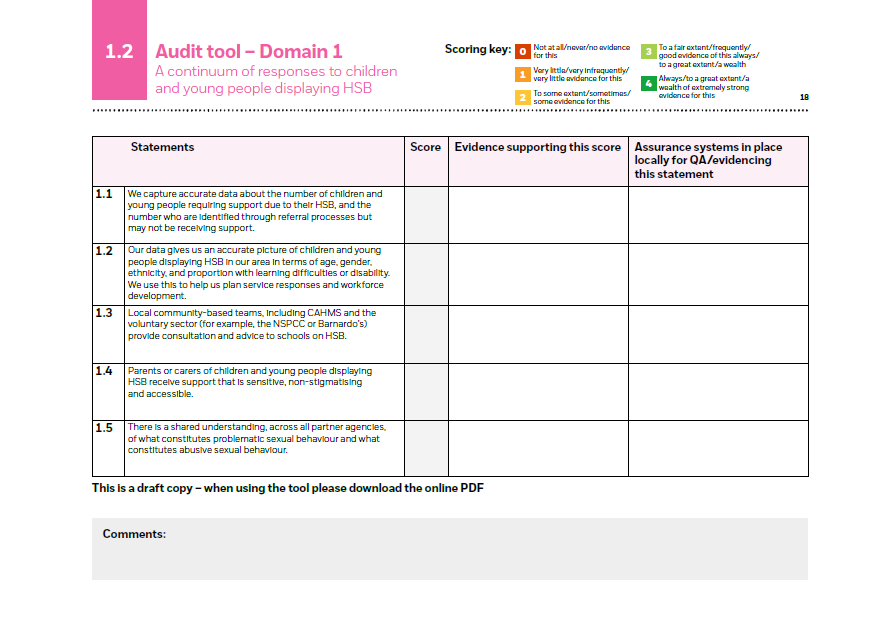 1.2
Audit tool – Domain 1
A continuum of responses to children
and young people displaying HSB
Scoring key:
0
Not at all/never/no evidence
for this
1
Very little/very infrequently/
very little evidence for this
2
To some extent/sometimes/
some evidence for this
3
To a fair extent/frequently/
good evidence of this always/
to a great extent/a wealth
4
Always/to a great extent/a
wealth of extremely strong
evidence for this
18
Statements
Score
Evidence supporting this score
Assurance systems in place
locally for QA/evidencing
this statement
1.1
We capture accurate data about the number of children and
young people requiring support due to their HSB, and the
number who are identified through referral processes but
may not be receiving support.
1.2
Our data gives us an accurate picture of children and young
people displaying HSB in our area in terms of age, gender,
ethnicity, and proportion with learning difficulties or disability.
We use this to help us plan service responses and workforce
development.
1.3
Local community-based teams, including CAHMS and the
voluntary sector (for example, the NSPCC or Barnardo's)
provide consultation and advice to schools on HSB.
1.4
Parents or carers of children and young people displaying
HSB receive support that is sensitive, non-stigmatising
and accessible.
1.5
There is a shared understanding, across all partner agencies,
of what constitutes problematic sexual behaviour and what
constitutes abusive sexual behaviour.
This is a draft copy – when using the tool please download the online PDF
Comments: